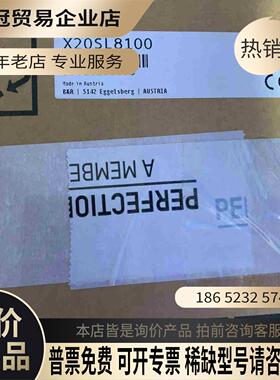 冠贸易企业店
年老店 专业服务
热销
X20SL8100
Made in Austria
B&R | 5142 Eggelsberg | AUSTRIA
PERFECTIO
A MEMBE
186 5232 574
价
品
本店皆是询价产品 拍前咨询客服
普票免费 可开专票 稀缺型号请咨